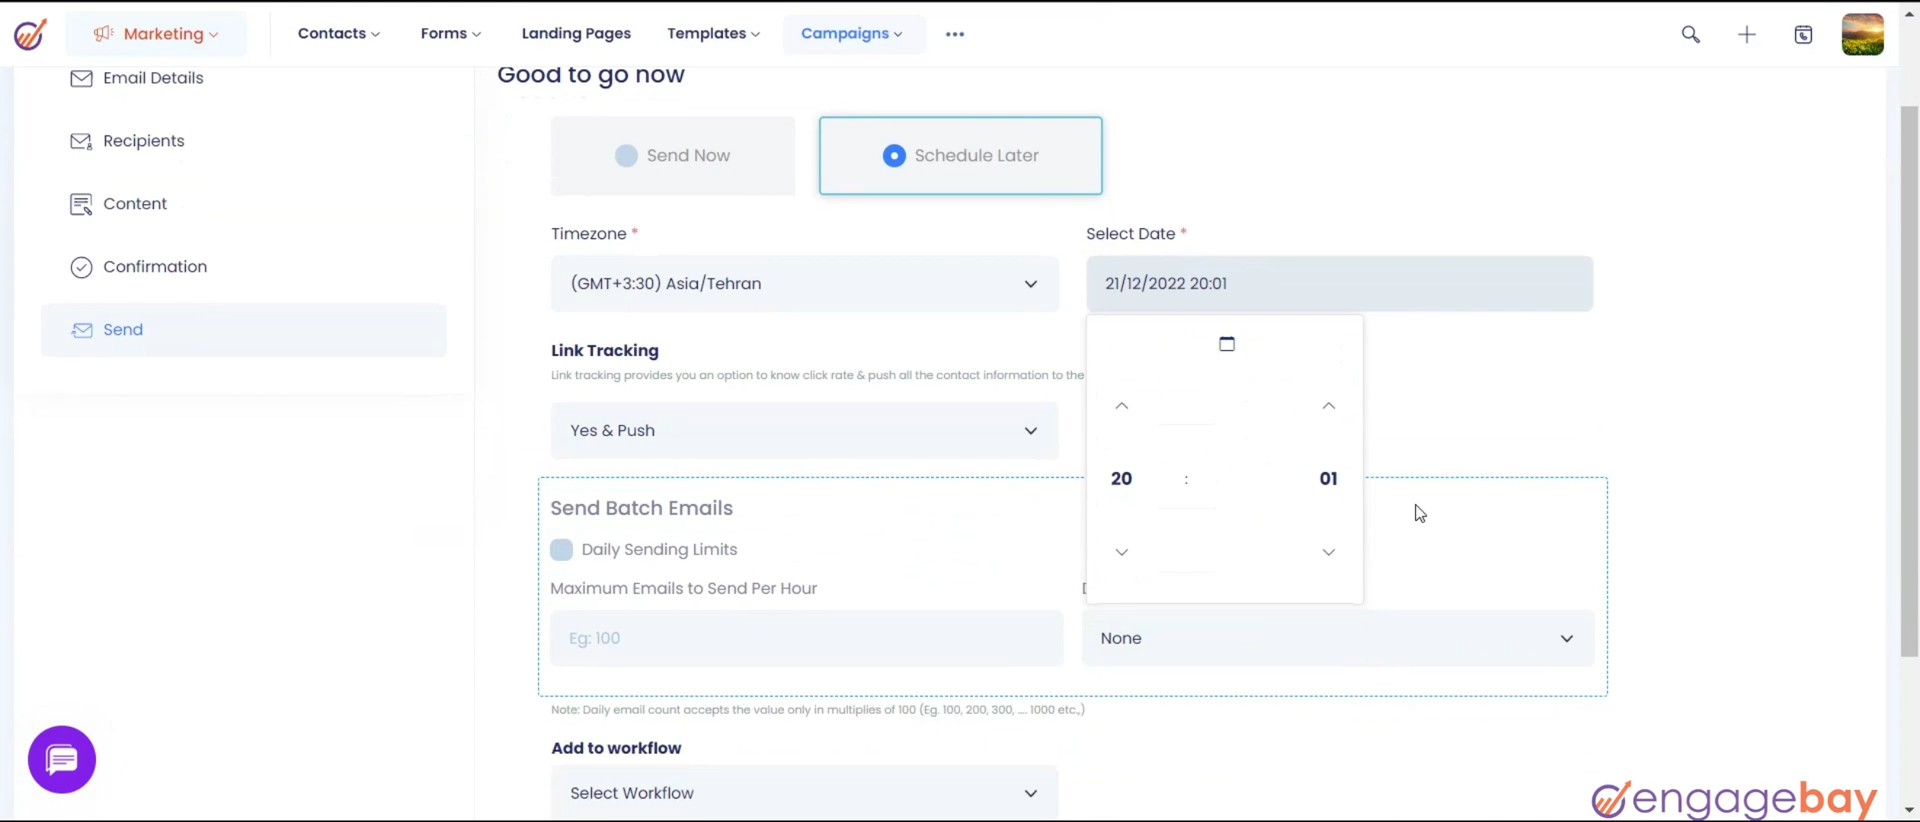 Marketing
Contacts
Forms
Landing Pages
Templates
Campaigns
Email Details
Recipients
Content
Confirmation
Send
Good to go now
Send Now
Schedule Later
Timezone *
Select Date *
(GMT+3:30) Asia/Tehran
21/12/2022 20:01
Link Tracking
Link tracking provides you an option to know click rate & push all the contact information to the
Yes & Push
20 : 01
Send Batch Emails
Daily Sending Limits
Maximum Emails to Send Per Hour
Eg: 100
None
Note: Daily email count accepts the value only in multiples of 100 (Eg. 100, 200, 300, .... 1000 etc.,)
Add to workflow
Select Workflow
engagebay